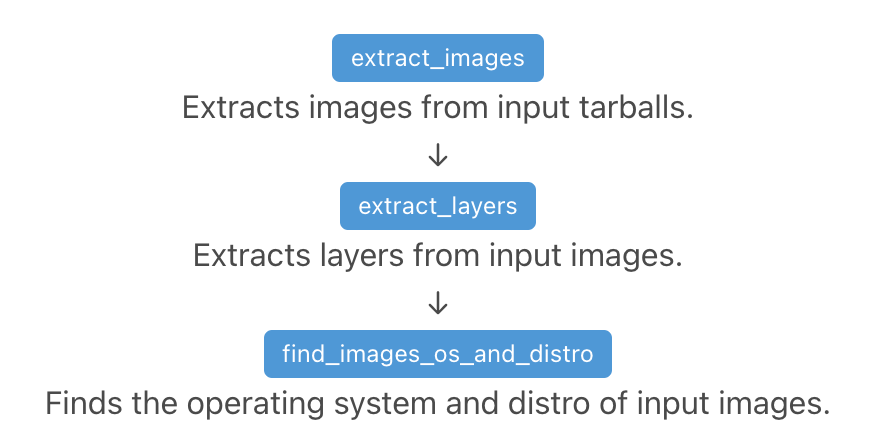 extract_images
Extracts images from input tarballs.
↓
extract_layers
Extracts layers from input images.
↓
find_images_os_and_distro
Finds the operating system and distro of input images.